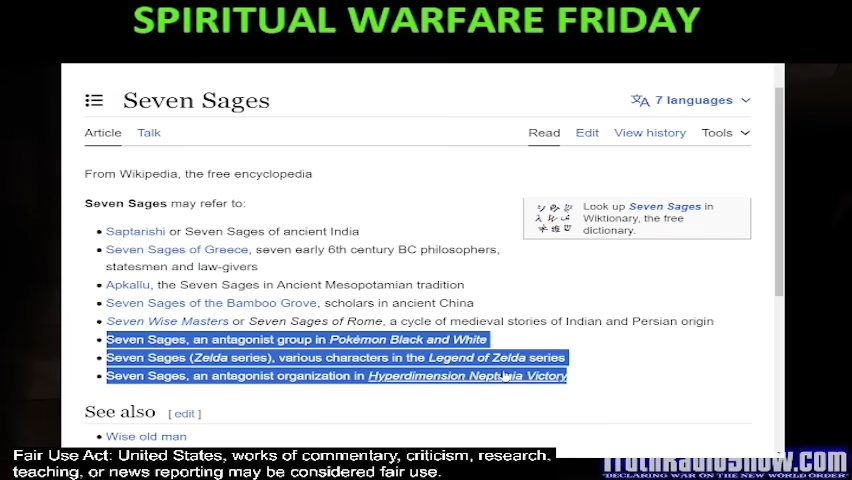 SPIRITUAL WARFARE FRIDAY
Seven Sages
7 languages
Article Talk Read Edit View history Tools
From Wikipedia, the free encyclopedia
Seven Sages may refer to:
Look up Seven Sages in
Wiktionary, the free
dictionary.
• Saptarishi or Seven Sages of ancient India
• Seven Sages of Greece, seven early 6th century BC philosophers,
statesmen and law-givers
• Apkallu, the Seven Sages in Ancient Mesopotamian tradition
• Seven Sages of the Bamboo Grove, scholars in ancient China
• Seven Wise Masters or Seven Sages of Rome, a cycle of medieval stories of Indian and Persian origin
• Seven Sages, an antagonist group in Pokémon Black and White
• Seven Sages (Zelda series), various characters in the Legend of Zelda series
• Seven Sages, an antagonist organization in Hyperdimension Neptunia Victory
See also [ edit ]
• Wise old man
Fair Use Act: United States, works of commentary, criticism, research,
teaching, or news reporting may be considered fair use.
TruthRadioShow.com
DECLARING WAR ON THE NEW WORLD ORDER